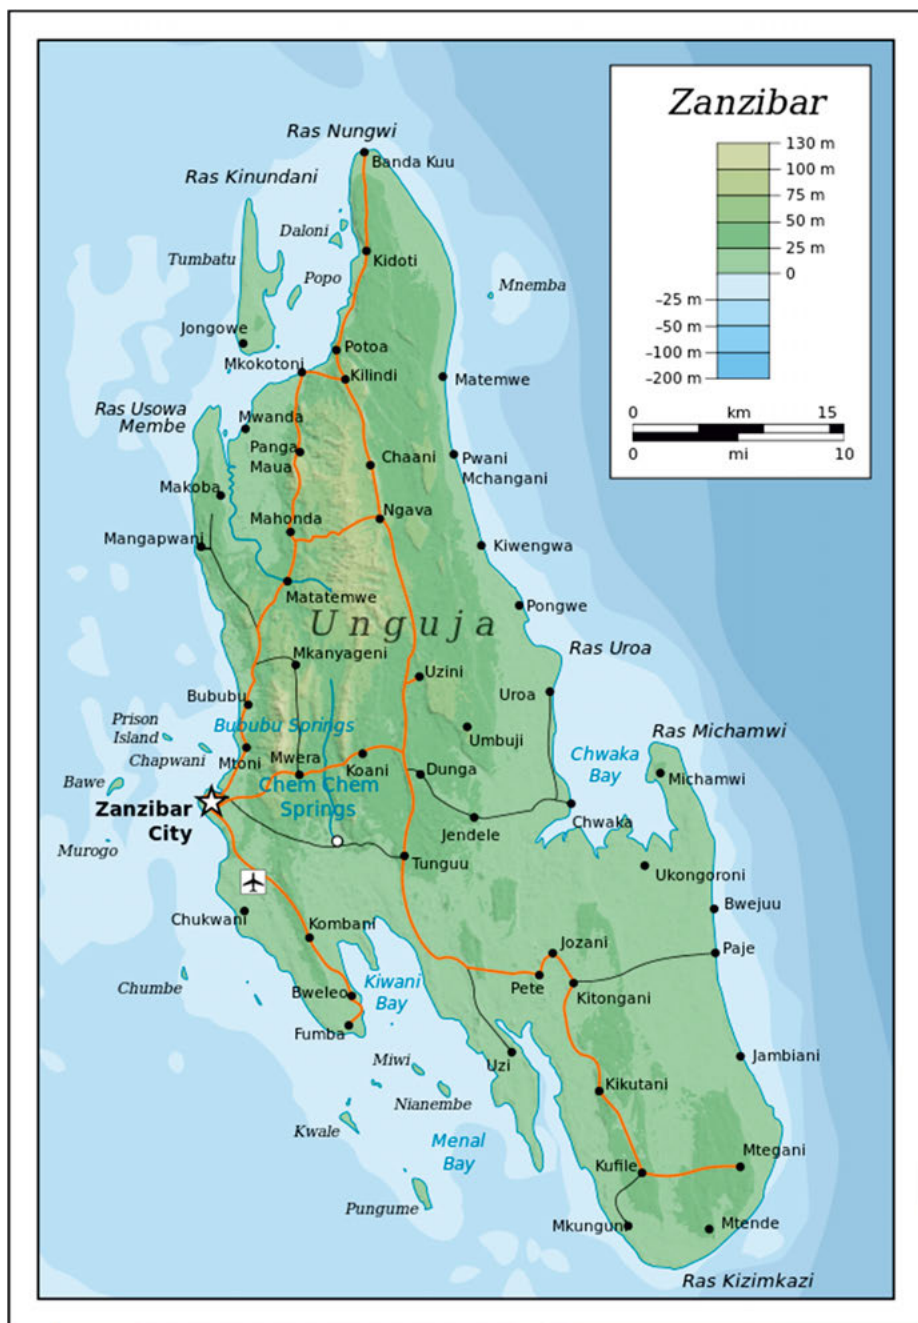 Zanzibar
130 m
100 m
75 m
50 m
25 m
0
–25 m
–50 m
–100 m
–200 m
0 km 15
0 mi 10
Ras Nungwi
Banda Kuu
Ras Kinundani
Daloni
Tumbatu
Kidoti
Popo
Mnemba
Jongowe
Potoa
Mkokotoni
Kilindi
Matemwe
Ras Usowa
Membe
Mwanda
Panga
Maua
Chaani
Pwani
Mchangani
Makoba
Mahonda
Ngava
Mangapwani
Kiwengwa
Matatemwe
Pongwe
Unguja
Ras Uroa
Mkanyageni
Uzini
Bububu
Uroa
Bububu Springs
Prison
Island
Umbuji
Ras Michamwi
Chapwani
Mtoni
Mwera
Koani
Dunga
Chwaka
Bay
Michamwi
Bawe
Chem Chem
Springs
Zanzibar
City
Jendele
Chwaka
Murogo
Tunguu
Ukongoroni
Chukwani
Bwejuu
Kombani
Jozani
Paje
Chumbe
Kiwani
Bay
Bweleo
Pete
Kitongani
Fumba
Miwi
Uzi
Jambiani
Nianembe
Kikutani
Kwale
Menal
Bay
Mtegani
Kufile
Pungume
Mkunguni
Mtende
Ras Kizimkazi